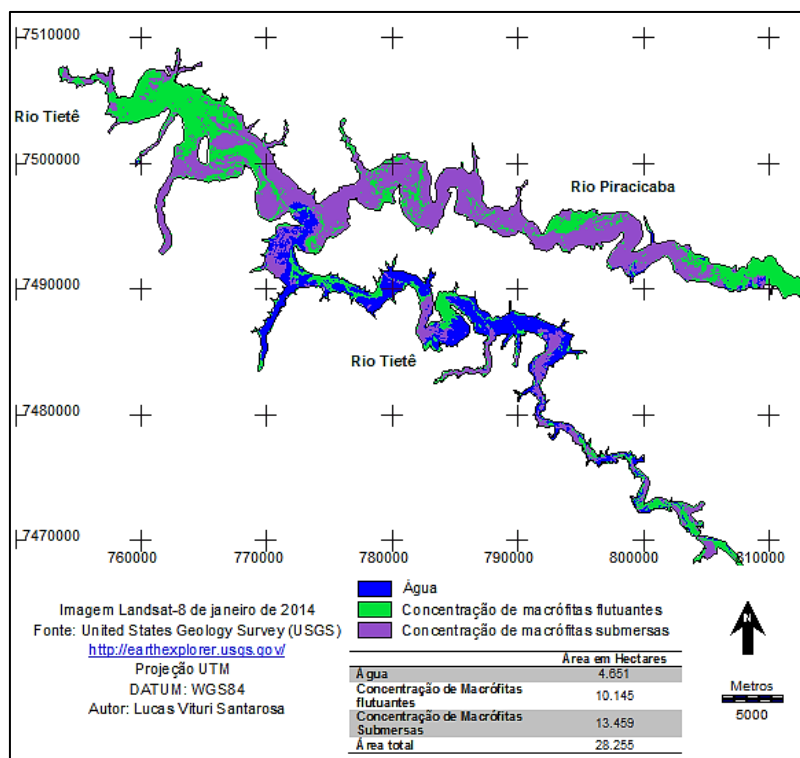 7510000
Rio Tietê
7500000
Rio Piracicaba
7490000
Rio Tietê
7480000
7470000
760000 770000 780000 790000 800000 810000
Água
Concentração de macrófitas flutuantes
Concentração de macrófitas submersas
Imagem Landsat-8 de janeiro de 2014
Fonte: United States Geology Survey (USGS)
http://earthexplorer.usgs.gov/
Projeção UTM
DATUM: WGS84
Autor: Lucas Vituri Santarosa
Área em Hectares
Água 4.651
Concentração de Macrófitas
flutuantes 10.145
Concentração de Macrófitas
Submersas 13.459
Área total 28.255
N
Metros
5000